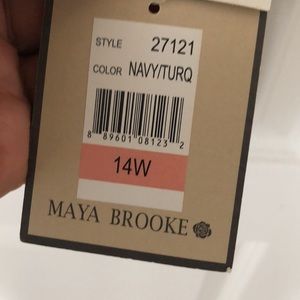 STYLE 27121
COLOR NAVY/TURQ
8 89601 08123 2
14W
MAYA BROOKE